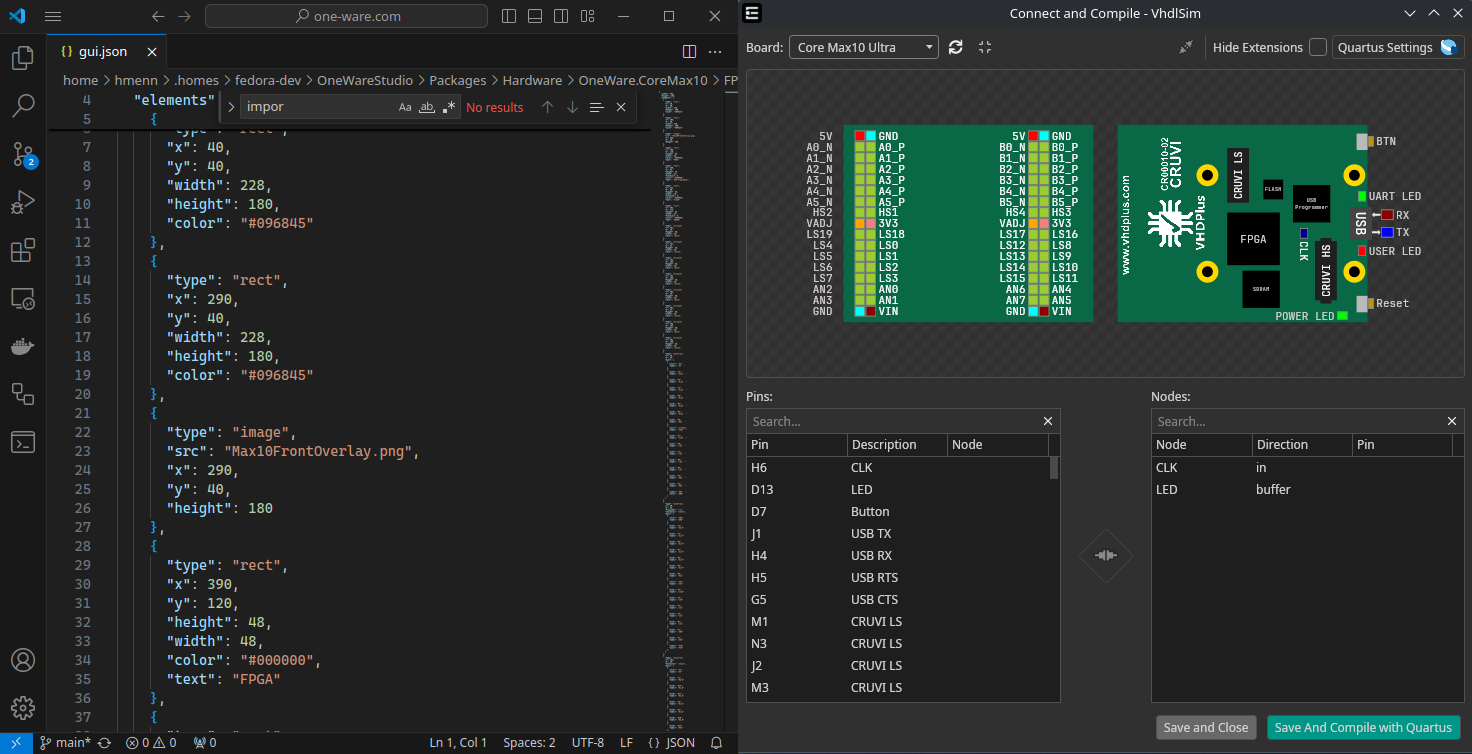 one-ware.com
gui.json
home > hmenn > .homes > fedora-dev > OneWareStudio > Packages > Hardware > OneWare.CoreMax10 > FP
impor
Aa ab .* No results
4 "elements"
5 {
6 "type": "rect",
7 "x": 40,
8 "y": 40,
9 "width": 228,
10 "height": 180,
11 "color": "#096845"
12 },
13 {
14 "type": "rect",
15 "x": 290,
16 "y": 40,
17 "width": 228,
18 "height": 180,
19 "color": "#096845"
20 },
21 {
22 "type": "image",
23 "src": "Max10FrontOverlay.png",
24 "x": 290,
25 "y": 40,
26 "height": 180
27 },
28 {
29 "type": "rect",
30 "x": 390,
31 "y": 120,
32 "height": 48,
33 "width": 48,
34 "color": "#000000",
35 "text": "FPGA"
36 },
37 {
2
main* 0 0 0 Ln 1, Col 1 Spaces: 2 UTF-8 LF {} JSON
Connect and Compile - VhdlSim
Board: Core Max10 Ultra Hide Extensions Quartus Settings
5V GND 5V GND
A0_N A0_P B0_N B0_P
A1_N A1_P B1_N B1_P
A2_N A2_P B2_N B2_P
A3_N A3_P B3_N B3_P
A4_N A4_P B4_N B4_P
A5_N A5_P B5_N B5_P
HS2 HS1 HS4 HS3
VADJ 3V3 VADJ 3V3
LS19 LS18 LS17 LS16
LS4 LS0 LS12 LS8
LS5 LS1 LS13 LS9
LS6 LS2 LS14 LS10
LS7 LS3 LS15 LS11
AN2 AN0 AN6 AN4
AN3 AN1 AN7 AN5
GND VIN GND VIN
www.vhdplus.com
CR00010-02
CRUVI
VHDPlus
CRUVI LS
FLASH
USB
Programmer
FPGA
CLK
SDRAM
CRUVI HS
USB
BTN
UART LED
RX
TX
USER LED
Reset
POWER LED
Pins:
Search...
Pin Description Node
H6 CLK
D13 LED
D7 Button
J1 USB TX
H4 USB RX
H5 USB RTS
G5 USB CTS
M1 CRUVI LS
N3 CRUVI LS
J2 CRUVI LS
M3 CRUVI LS
Nodes:
Search...
Node Direction Pin
CLK in
LED buffer
Save and Close
Save And Compile with Quartus